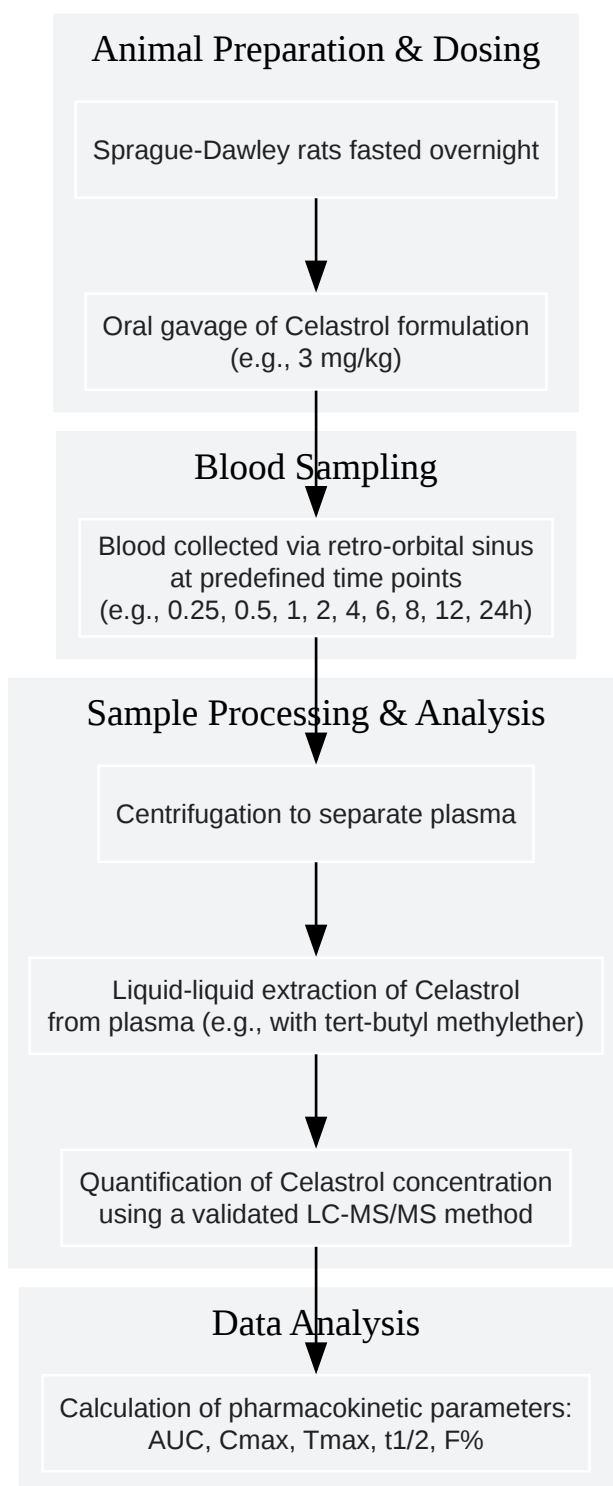 Animal Preparation & Dosing
Sprague-Dawley rats fasted overnight
Oral gavage of Celastrol formulation
(e.g., 3 mg/kg)
Blood Sampling
Blood collected via retro-orbital sinus
at predefined time points
(e.g., 0.25, 0.5, 1, 2, 4, 6, 8, 12, 24h)
Sample Processing & Analysis
Centrifugation to separate plasma
Liquid-liquid extraction of Celastrol
from plasma (e.g., with tert-butyl methylether)
Quantification of Celastrol concentration
using a validated LC-MS/MS method
Data Analysis
Calculation of pharmacokinetic parameters:
AUC, Cmax, Tmax, t1/2, F%